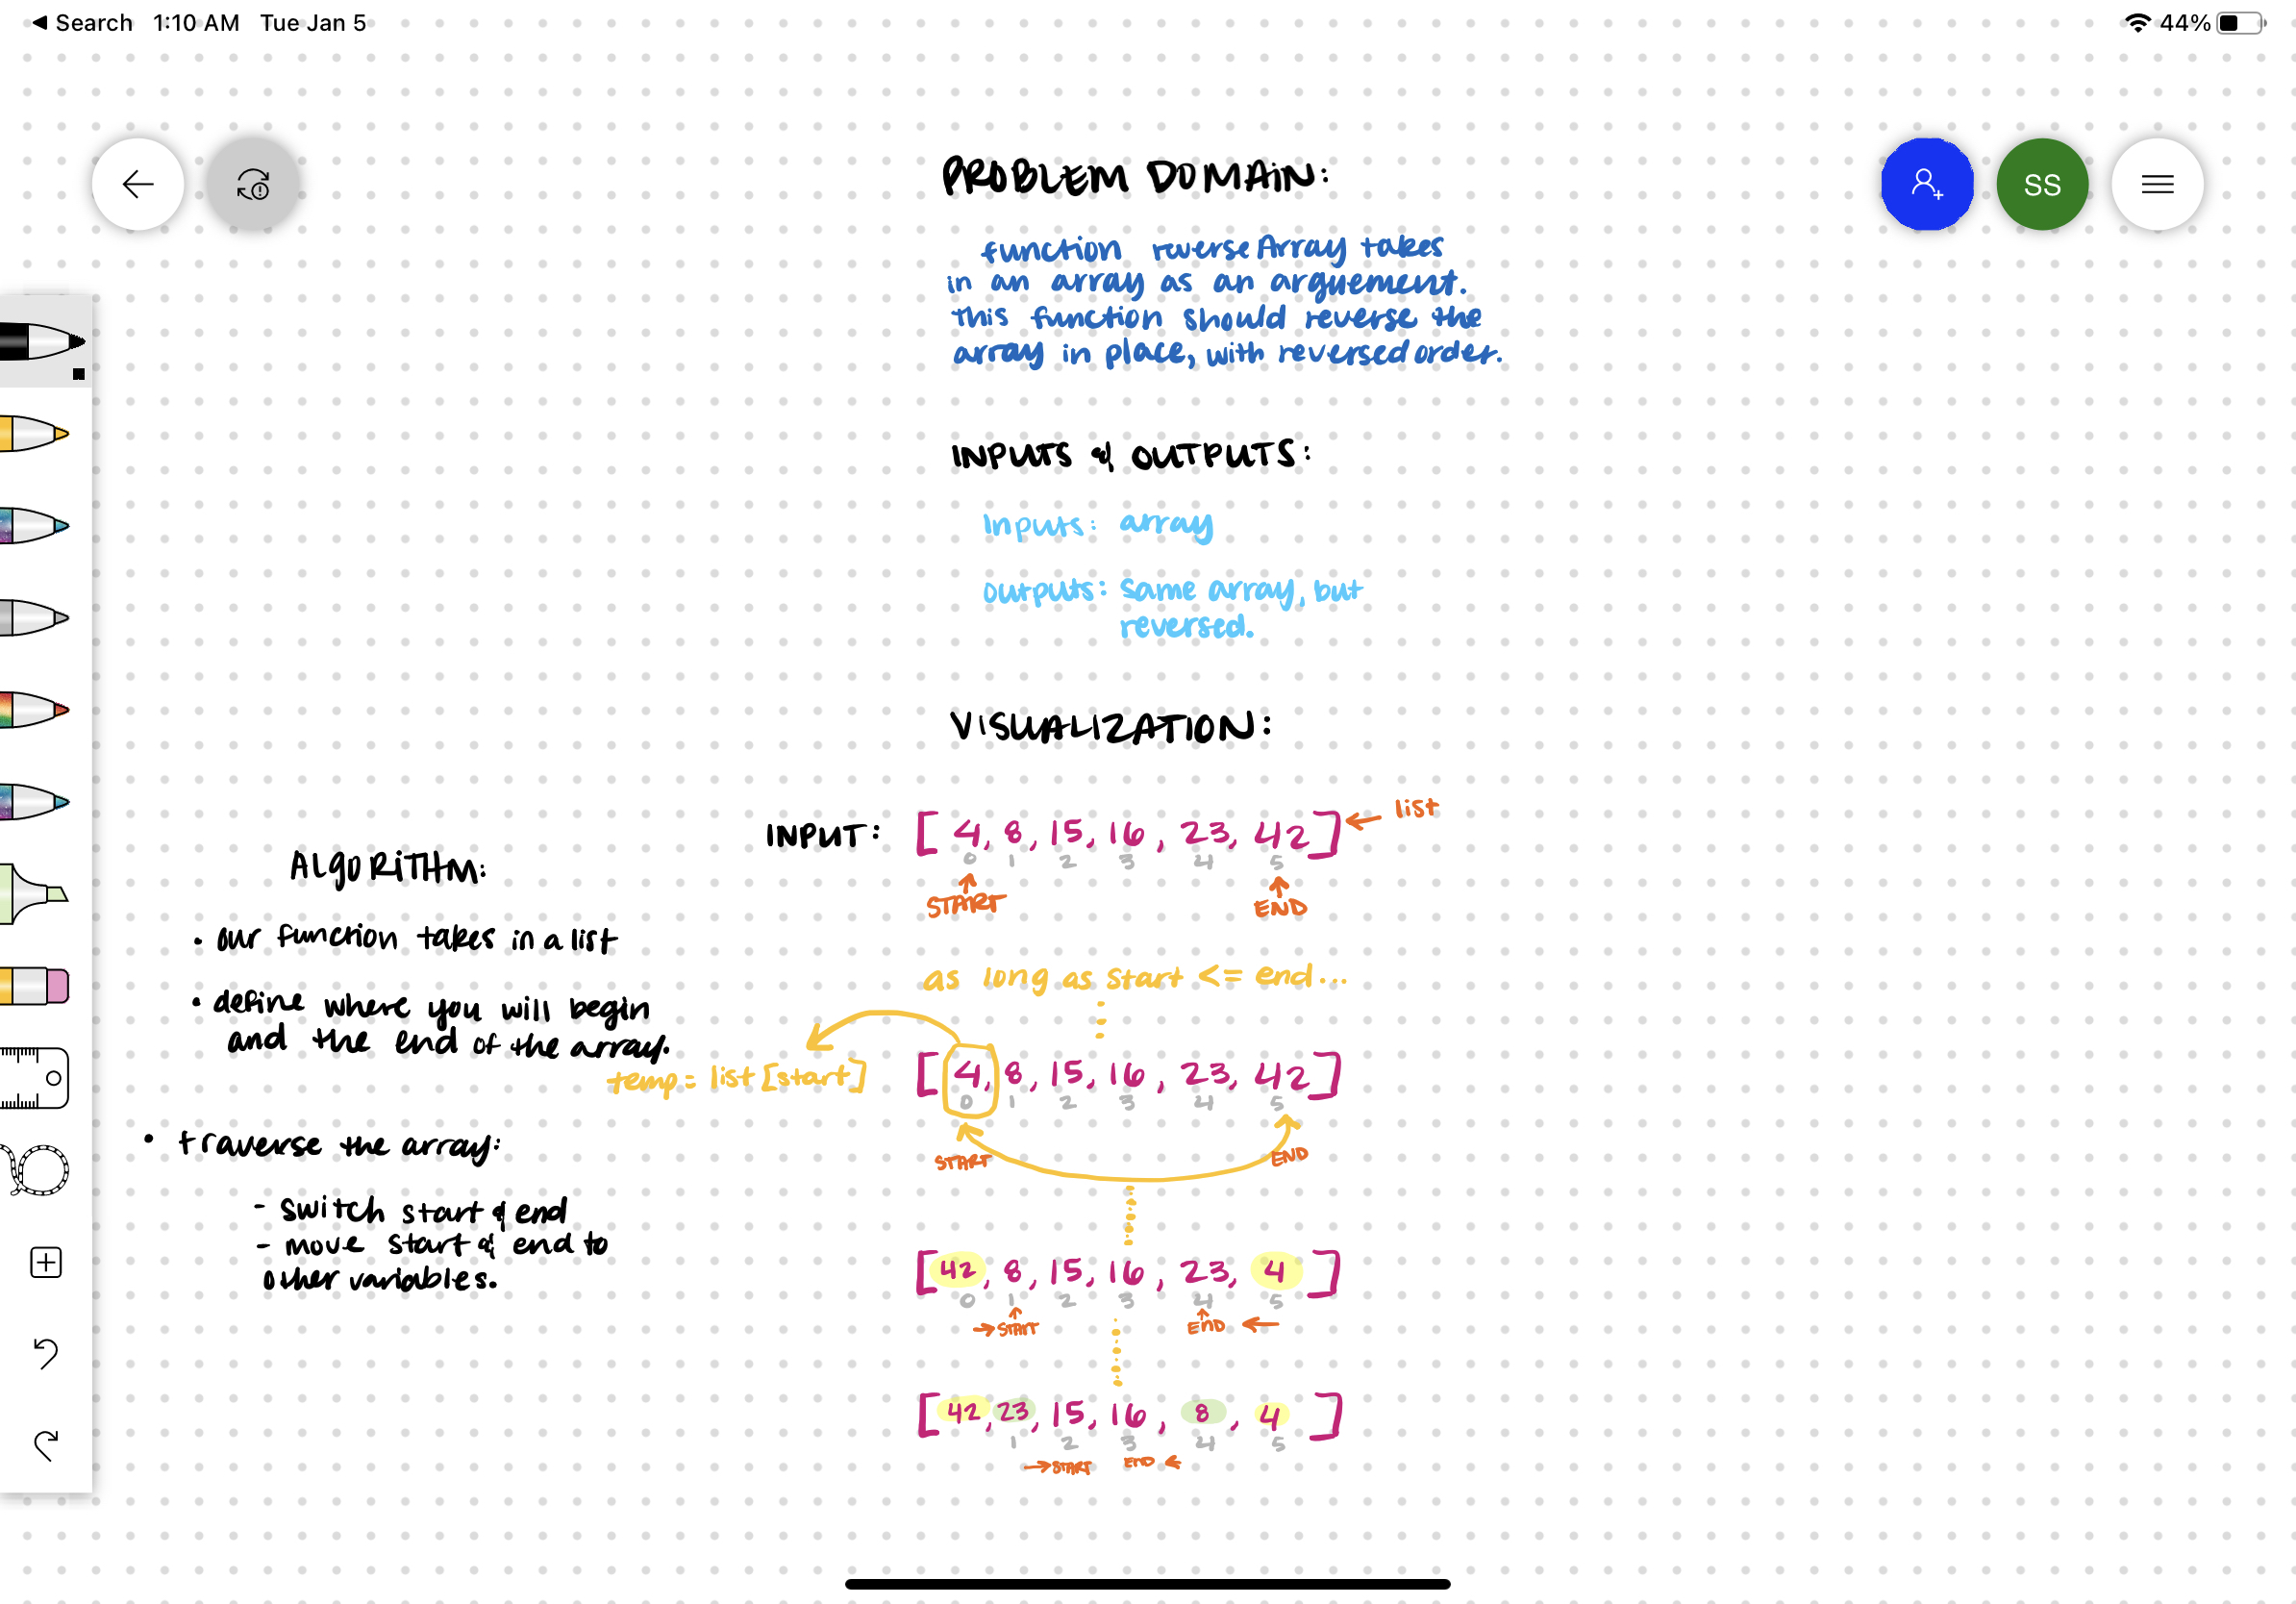 Search 1:10 AM Tue Jan 5
44%
SS
PROBLEM DOMAIN:
function reverseArray takes
in an array as an arguement.
this function should reverse the
array in place, with reversed order.
INPUTS & OUTPUTS:
Inputs: array
outputs: same array, but
reversed.
VISUALIZATION:
INPUT: [4, 8, 15, 16, 23, 42] ← list
0 1 2 3 4 5
START END
as long as start <= end...
temp = list [start]
[4, 8, 15, 16, 23, 42]
0 1 2 3 4 5
START END
[42, 8, 15, 16, 23, 4]
0 1 2 3 4 5
→ START END ←
[42, 23, 15, 16, 8, 4]
1 2 3 4 5
→ START END ←
ALGORITHM:
• our function takes in a list
• define where you will begin
and the end of the array.
• traverse the array:
- switch start & end
- move start & end to
other variables.